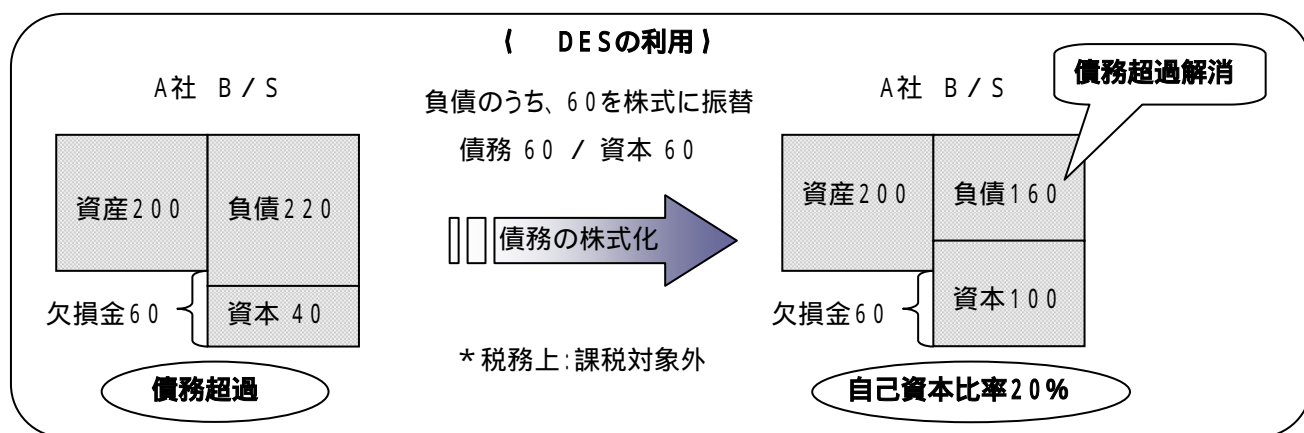 { DESの利用 }
A社 B/S
資産200
負債220
欠損金60
資本 40
債務超過
負債のうち、60を株式に振替
債務 60 / 資本 60
債務の株式化
*税務上:課税対象外
A社 B/S
債務超過解消
資産200
負債160
欠損金60
資本100
自己資本比率20%